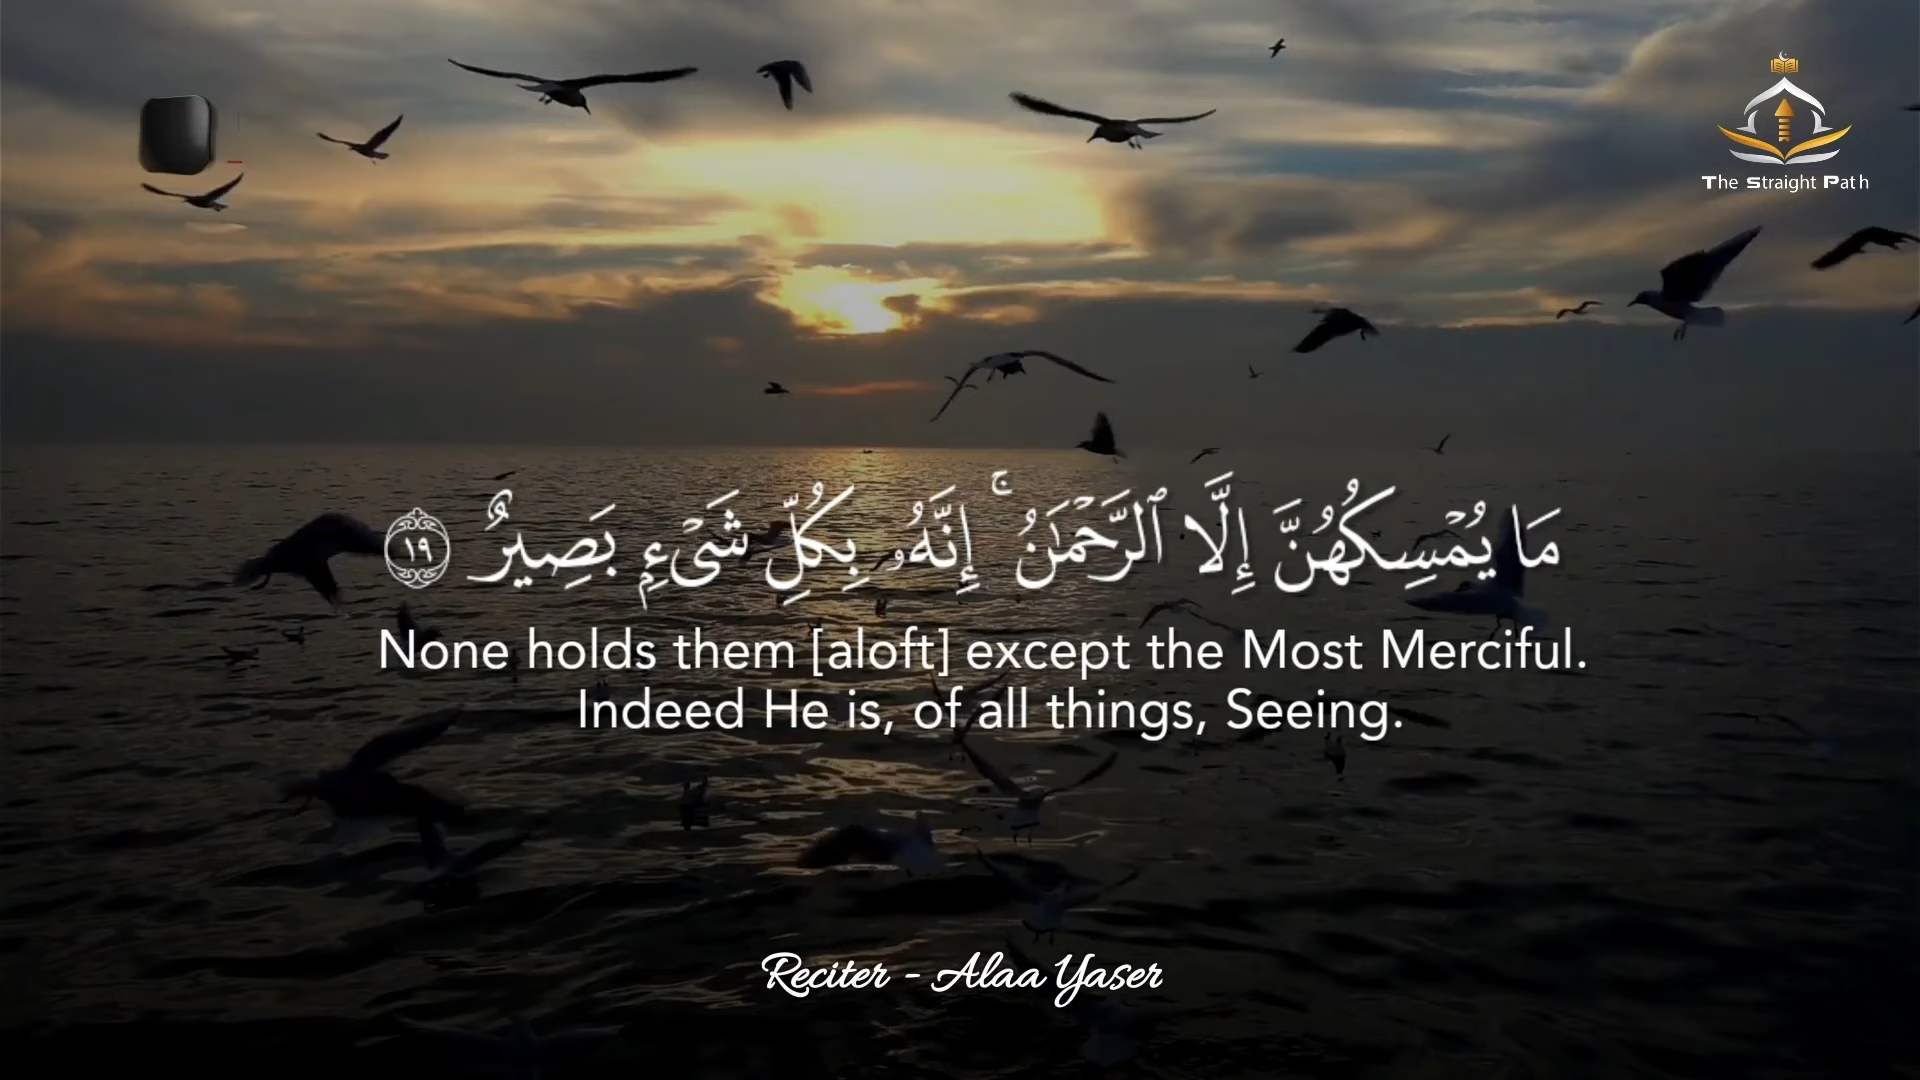 The Straight Path
مَا يُمْسِكُهُنَّ إِلَّا ٱلرَّحْمَـٰنُ ۚ إِنَّهُۥ بِكُلِّ شَىْءٍۭ بَصِيرٌ ١٩
None holds them [aloft] except the Most Merciful.
Indeed He is, of all things, Seeing.
Reciter - Alaa Yaser